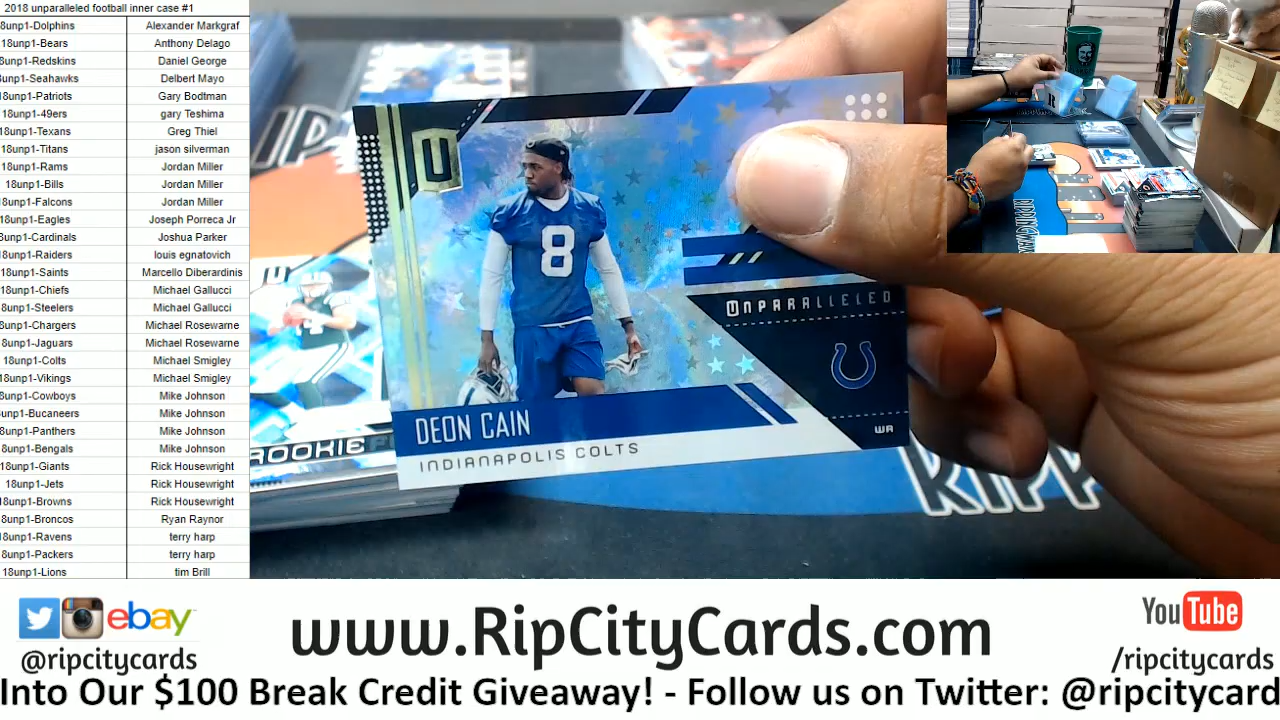 2018 unparalleled football inner case #1
8unp1-Dolphins Alexander Markgraf
18unp1-Bears Anthony Delago
8unp1-Redskins Daniel George
unp1-Seahawks Delbert Mayo
8unp1-Patriots Gary Bodtman
18unp1-49ers gary Teshima
8unp1-Texans Greg Thiel
18unp1-Titans jason silverman
18unp1-Rams Jordan Miller
18unp1-Bills Jordan Miller
18unp1-Falcons Jordan Miller
18unp1-Eagles Joseph Porreca Jr
8unp1-Cardinals Joshua Parker
18unp1-Raiders louis egnatovich
18unp1-Saints Marcello Diberardinis
18unp1-Chiefs Michael Gallucci
8unp1-Steelers Michael Gallucci
8unp1-Chargers Michael Rosewarne
8unp1-Jaguars Michael Rosewarne
18unp1-Colts Michael Smigley
18unp1-Vikings Michael Smigley
8unp1-Cowboys Mike Johnson
unp1-Bucaneers Mike Johnson
8unp1-Panthers Mike Johnson
8unp1-Bengals Mike Johnson
18unp1-Giants Rick Housewright
18unp1-Jets Rick Housewright
18unp1-Browns Rick Housewright
8unp1-Broncos Ryan Raynor
18unp1-Ravens terry harp
8unp1-Packers terry harp
18unp1-Lions tim Brill
U
8
UNPARALLELED
DEON CAIN
INDIANAPOLIS COLTS
WR
ROOKIE
RIPP
ebay
@ripcitycards
www.RipCityCards.com
YouTube
/ripcitycards
Into Our $100 Break Credit Giveaway! - Follow us on Twitter: @ripcitycard